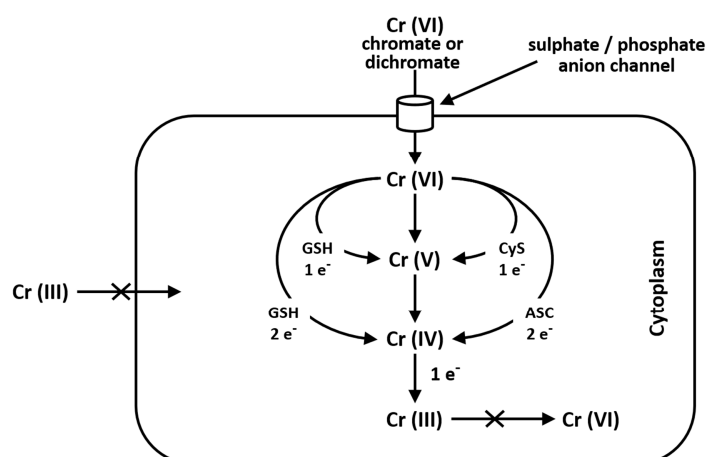 Cr (VI)
chromate or
dichromate
sulphate / phosphate
anion channel
Cr (VI)
GSH
1 e⁻
Cr (V)
CyS
1 e⁻
Cr (III)
GSH
2 e⁻
ASC
2 e⁻
Cr (IV)
1 e⁻
Cr (III)
Cr (VI)
Cytoplasm